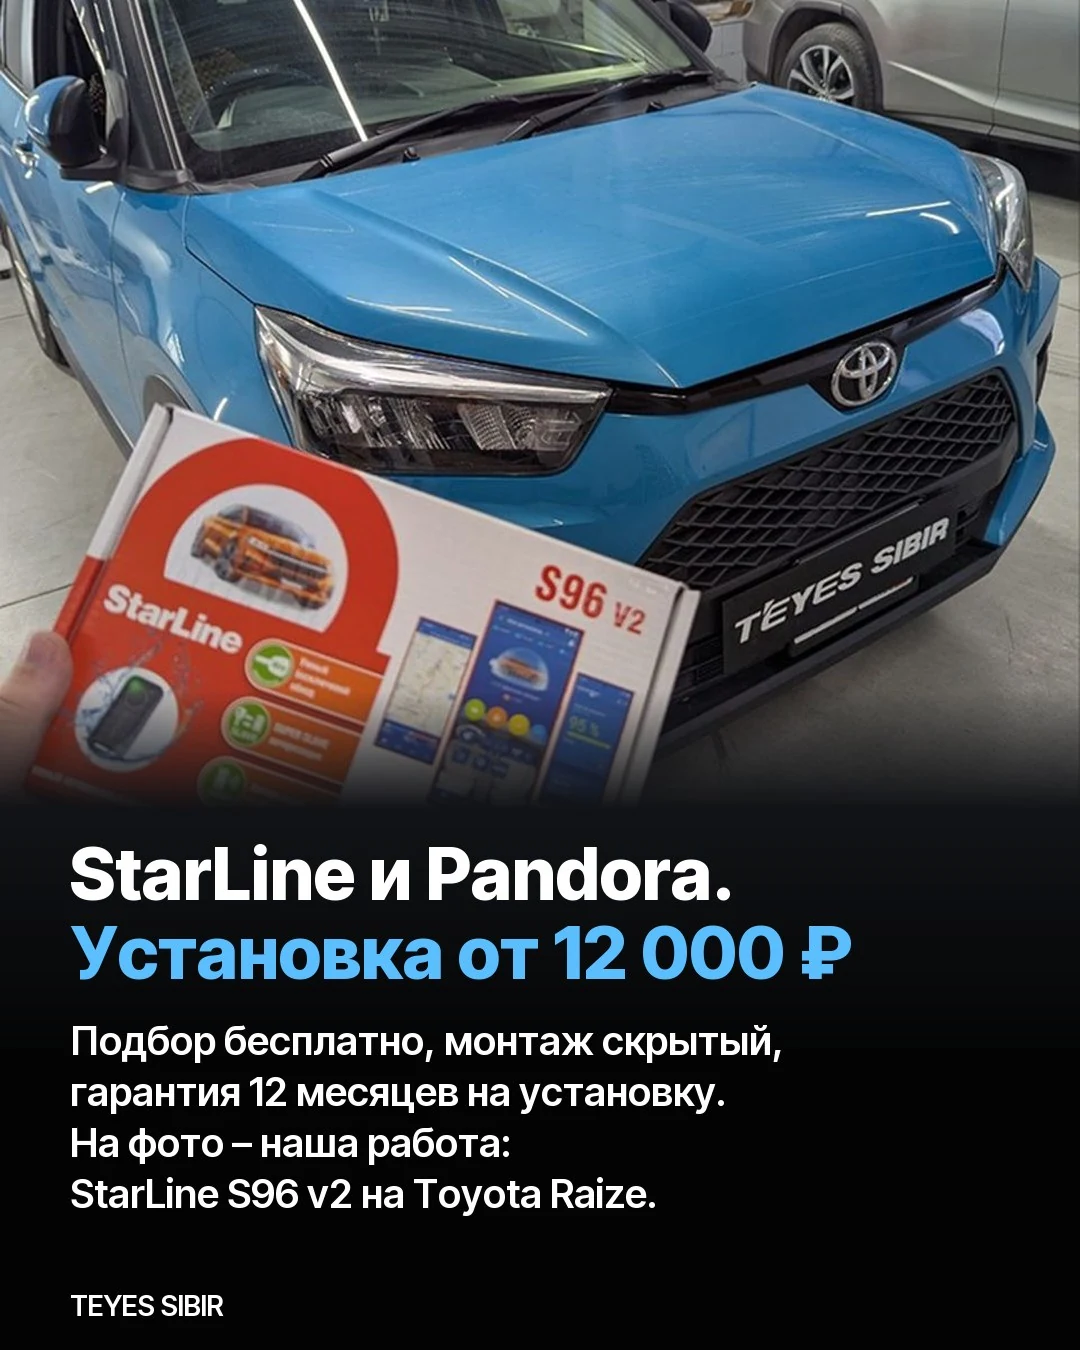 TEYES SIBIR
S96 v2
StarLine
StarLine и Pandora.
Установка от 12 000 ₽
Подбор бесплатно, монтаж скрытый,
гарантия 12 месяцев на установку.
На фото – наша работа:
StarLine S96 v2 на Toyota Raize.
TEYES SIBIR